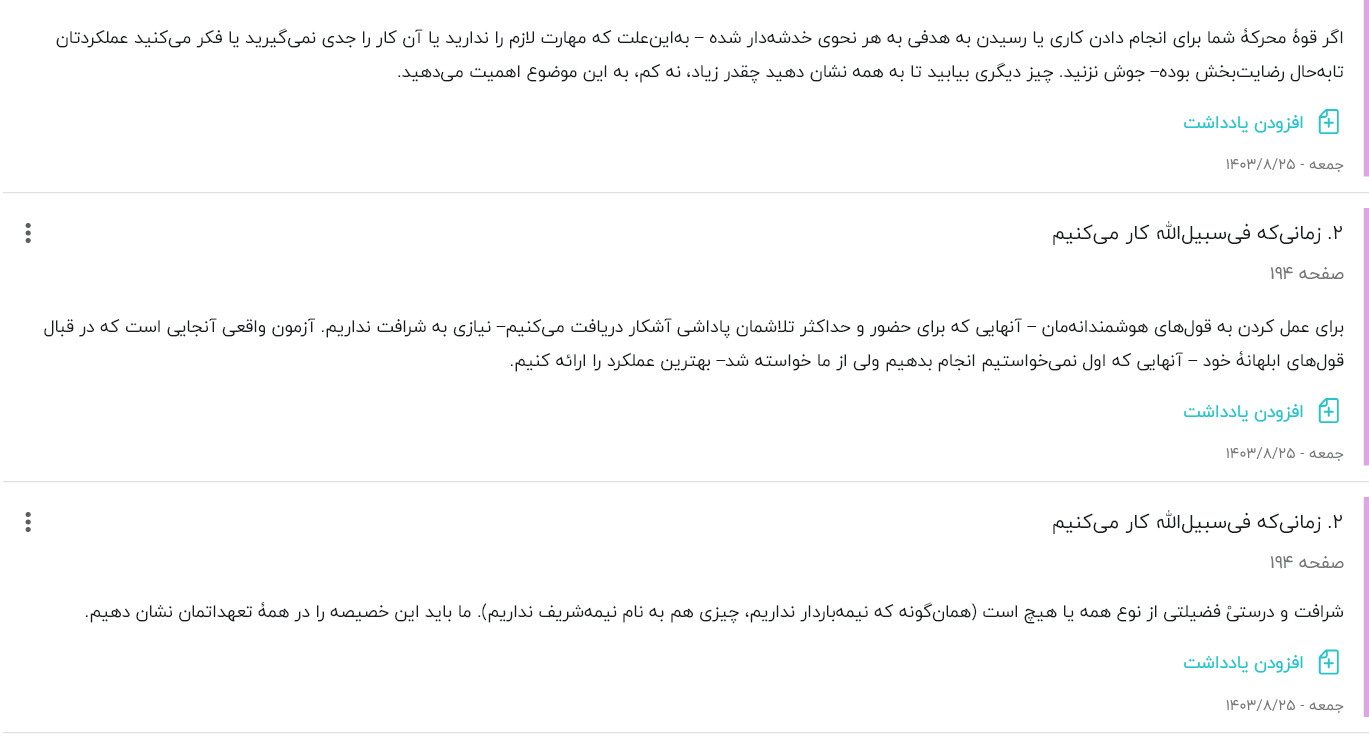 اگر قوهٔ محرکهٔ شما برای انجام دادن کاری یا رسیدن به هدفی به هر نحوی خدشه‌دار شده – به‌این‌علت که مهارت لازم را ندارید یا آن کار را جدی نمی‌گیرید یا فکر می‌کنید عملکردتان
تابه‌حال رضایت‌بخش بوده– جوش نزنید. چیز دیگری بیابید تا به همه نشان دهید چقدر زیاد، نه کم، به این موضوع اهمیت می‌دهید.
افزودن یادداشت
جمعه - ۱۴۰۳/۸/۲۵
۲. زمانی‌که فی‌سبیل‌الله کار می‌کنیم
صفحه ۱۹۴
برای عمل کردن به قول‌های هوشمندانه‌مان – آنهایی که برای حضور و حداکثر تلاشمان پاداشی آشکار دریافت می‌کنیم– نیازی به شرافت نداریم. آزمون واقعی آنجایی است که در قبال
قول‌های ابلهانهٔ خود – آنهایی که اول نمی‌خواستیم انجام بدهیم ولی از ما خواسته شد– بهترین عملکرد را ارائه کنیم.
افزودن یادداشت
جمعه - ۱۴۰۳/۸/۲۵
۲. زمانی‌که فی‌سبیل‌الله کار می‌کنیم
صفحه ۱۹۴
شرافت و درستیْ فضیلتی از نوع همه یا هیچ است (همان‌گونه که نیمه‌باردار نداریم، چیزی هم به نام نیمه‌شریف نداریم). ما باید این خصیصه را در همهٔ تعهداتمان نشان دهیم.
افزودن یادداشت
جمعه - ۱۴۰۳/۸/۲۵